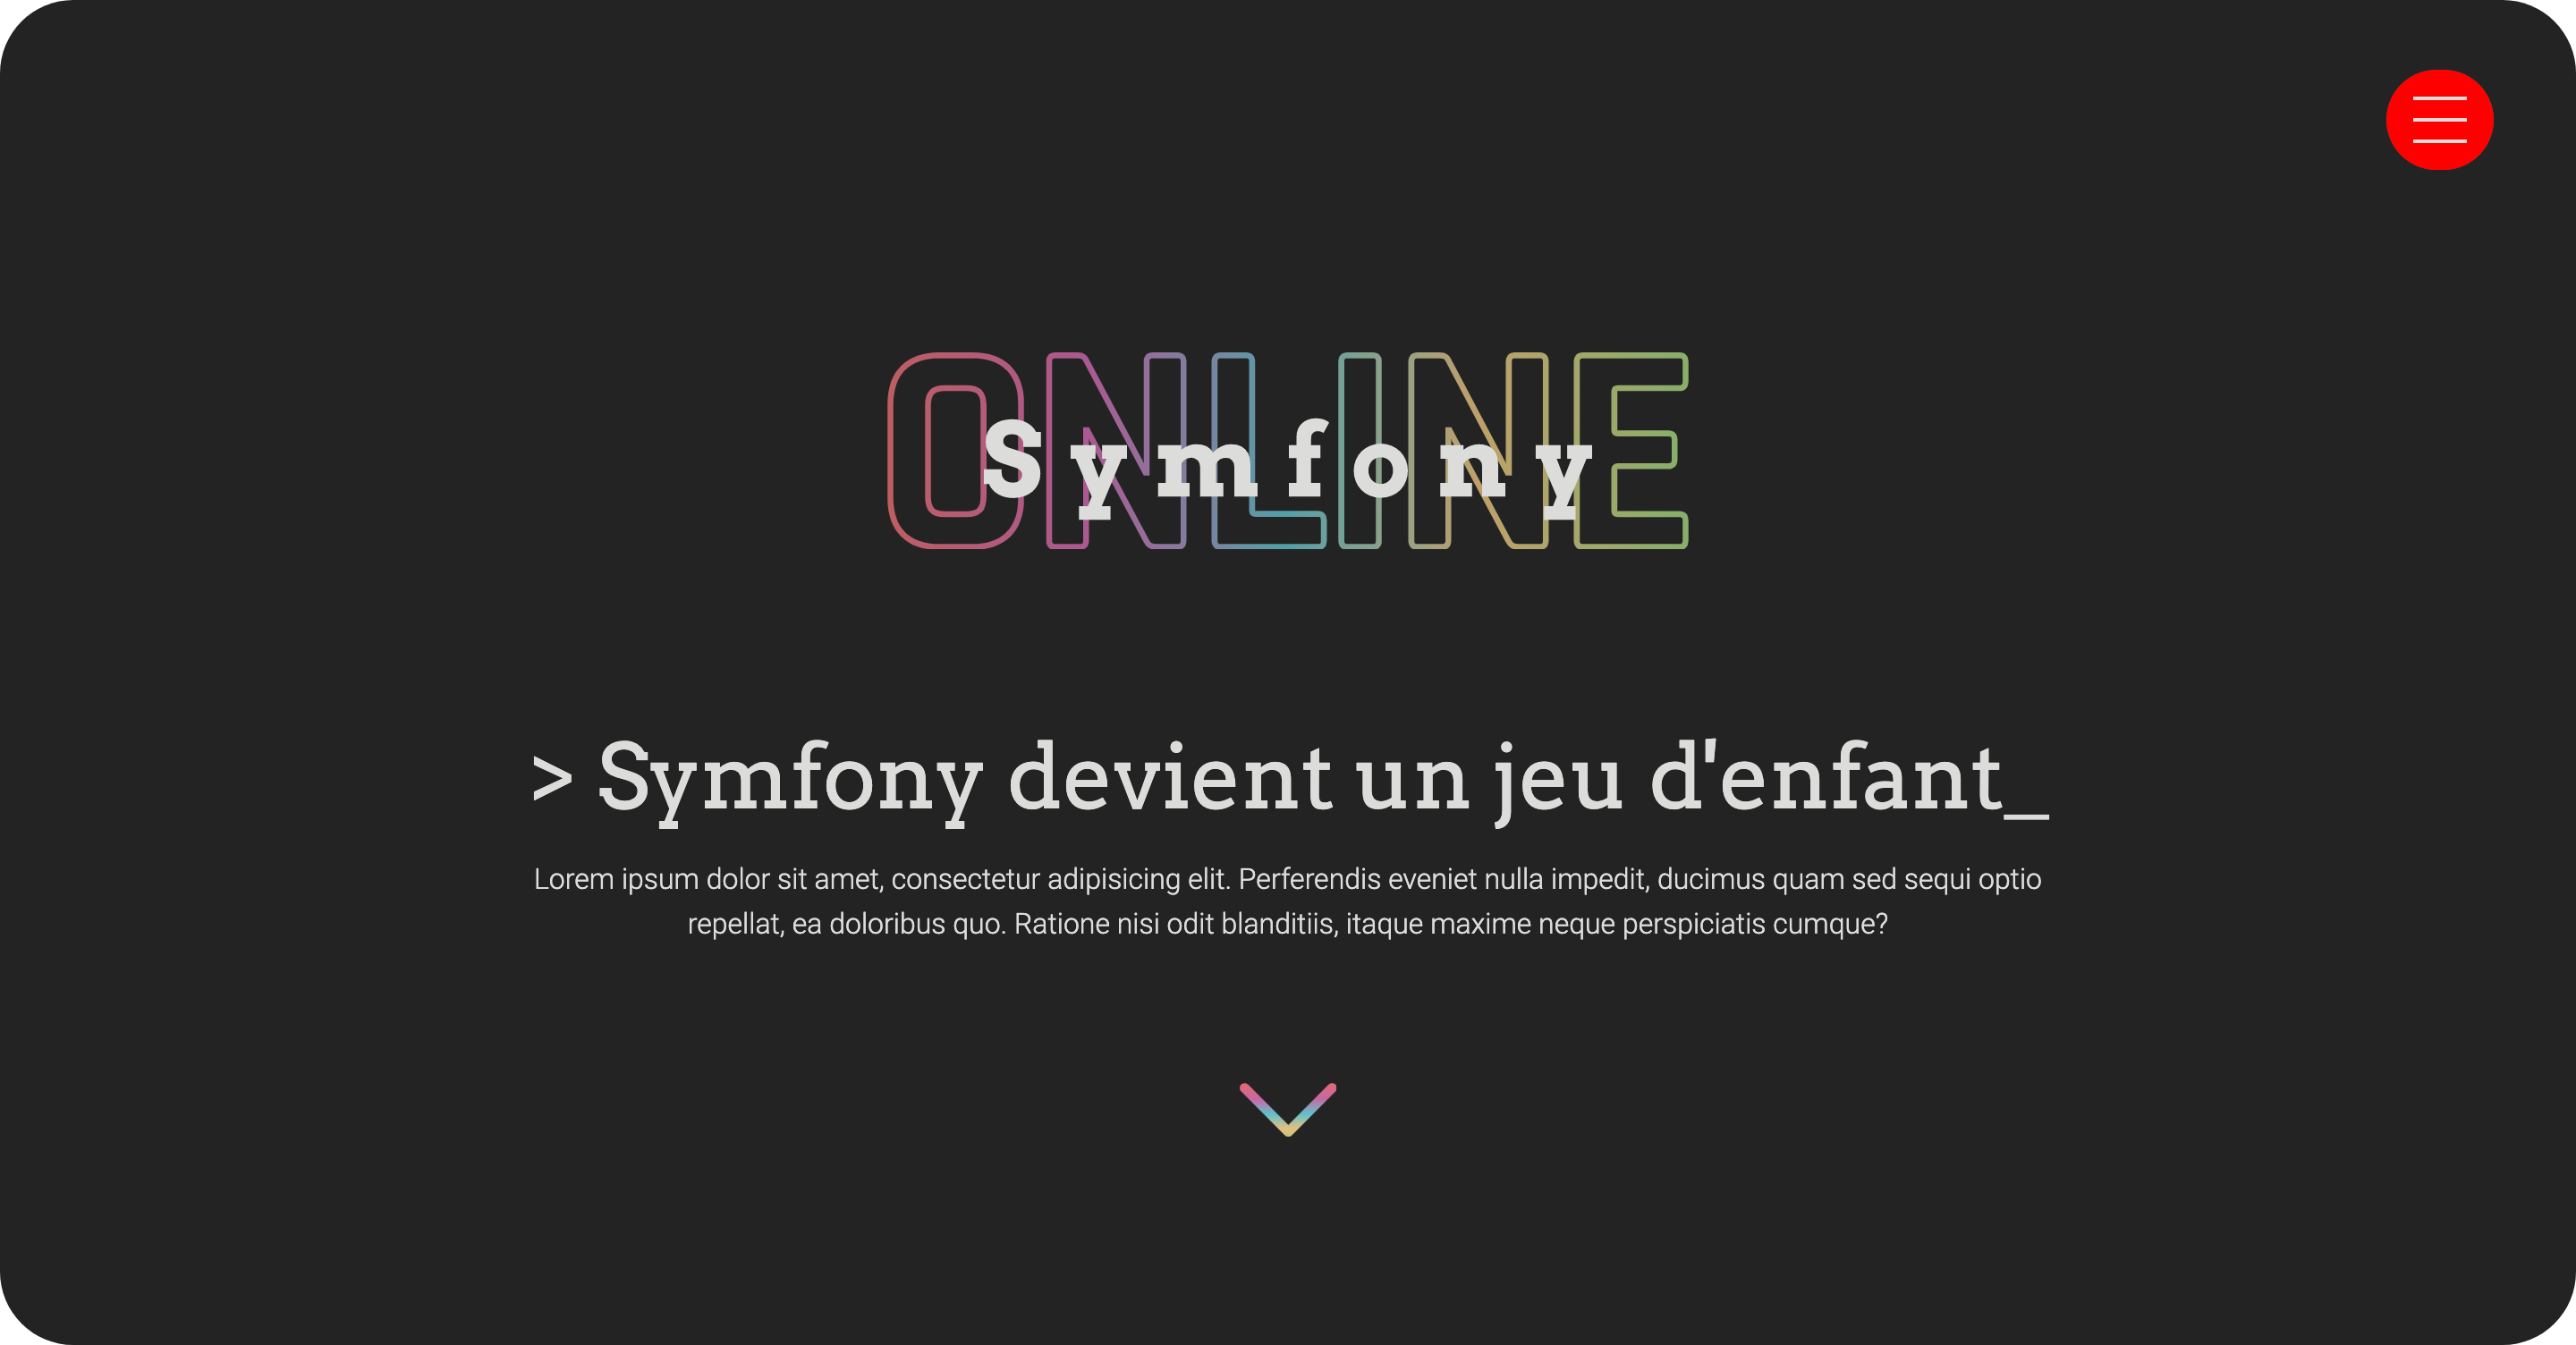 ONLINE
Symfony
> Symfony devient un jeu d'enfant_
Lorem ipsum dolor sit amet, consectetur adipisicing elit. Perferendis eveniet nulla impedit, ducimus quam sed sequi optio
repellat, ea doloribus quo. Ratione nisi odit blanditiis, itaque maxime neque perspiciatis cumque?